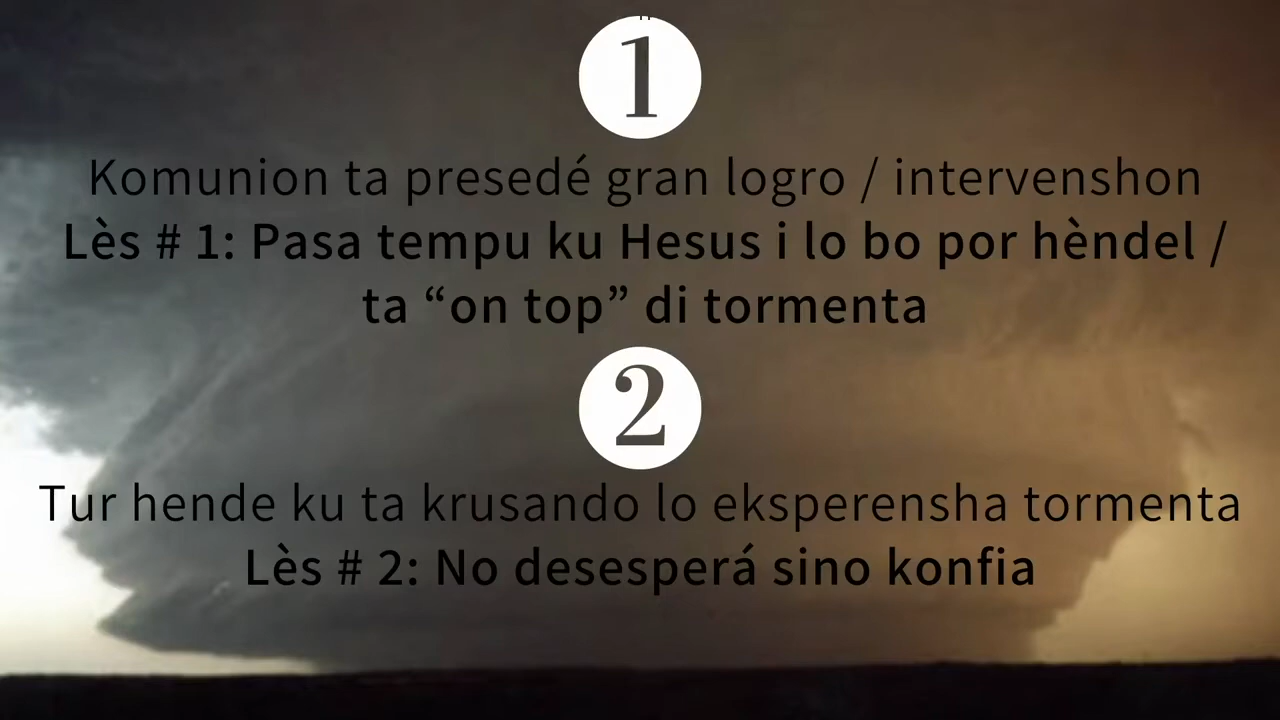 1
Komunion ta presedé gran logro / intervenshon
Lès # 1: Pasa tempu ku Hesus i lo bo por hèndel /
ta “on top” di tormenta
2
Tur hende ku ta krusando lo eksperensha tormenta
Lès # 2: No desesperá sino konfia